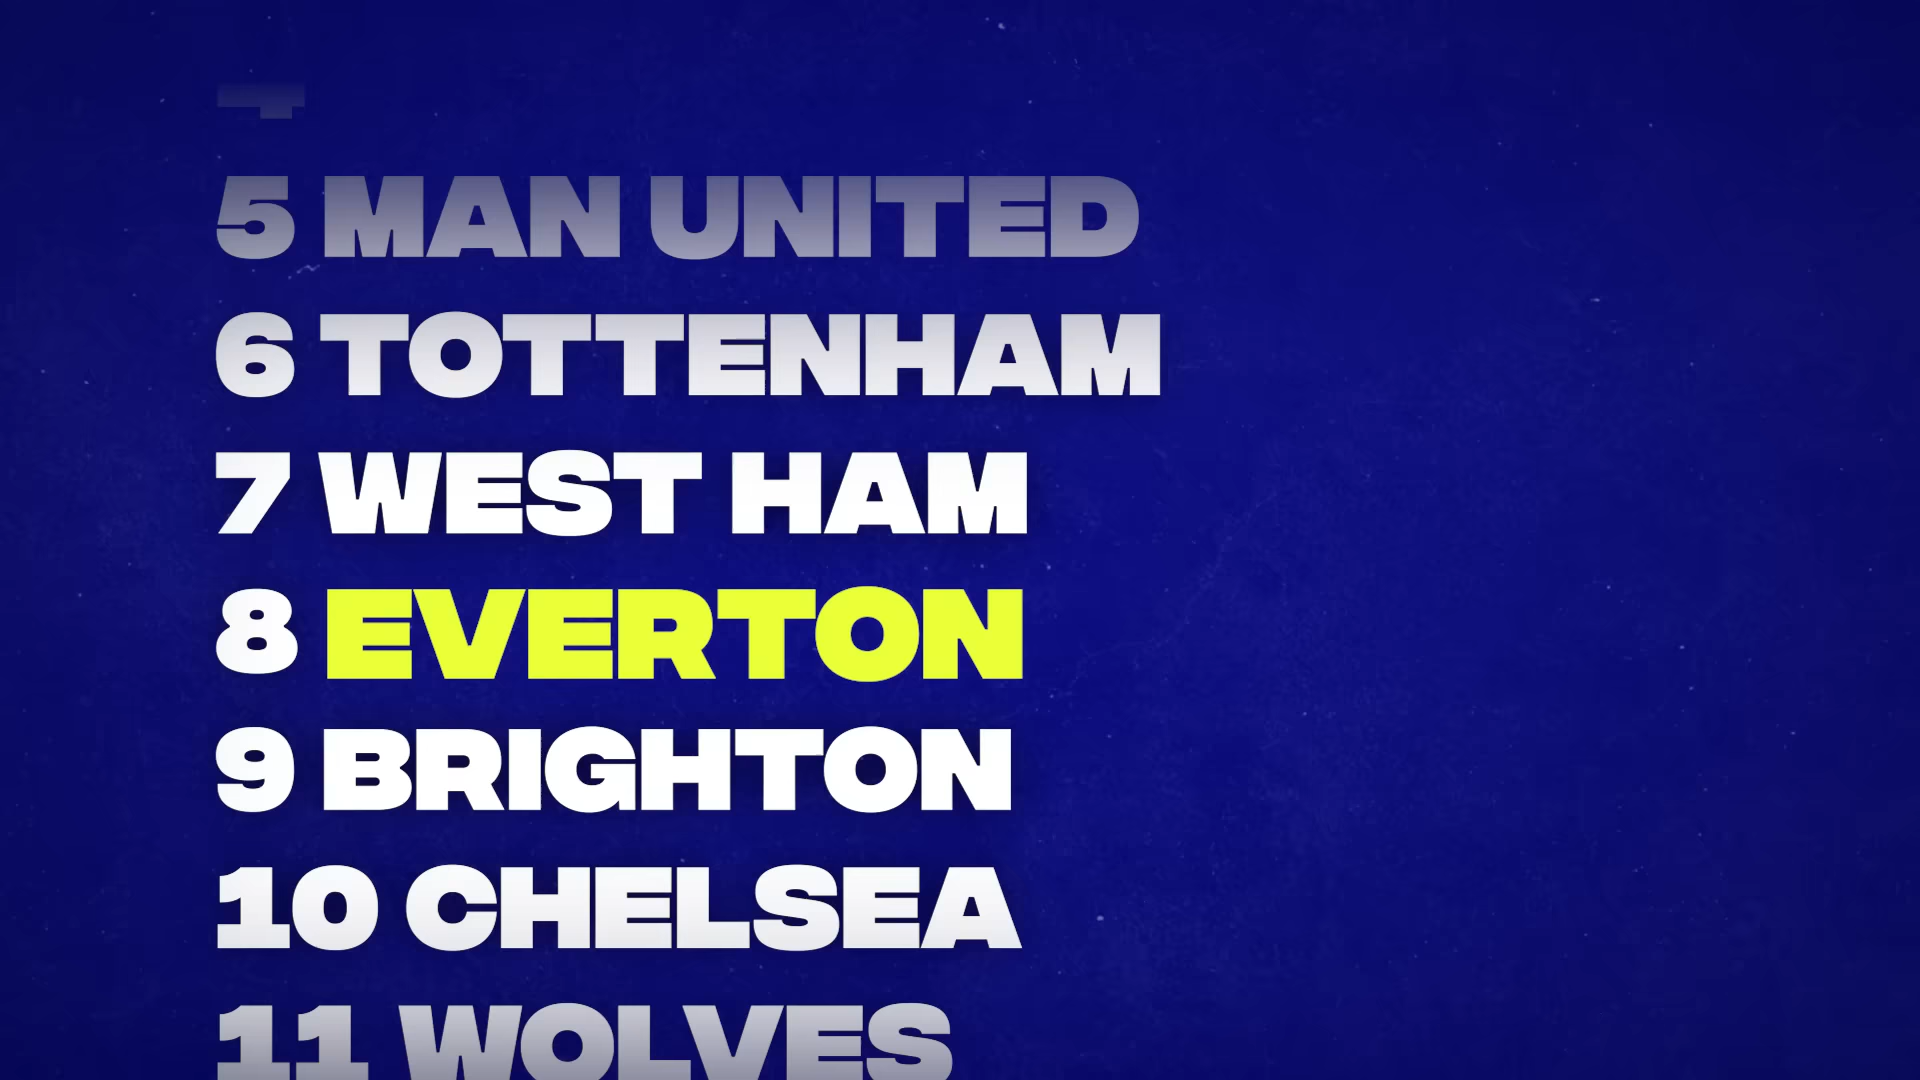 5 MAN UNITED
6 TOTTENHAM
7 WEST HAM
8 EVERTON
9 BRIGHTON
10 CHELSEA
11 WOLVES